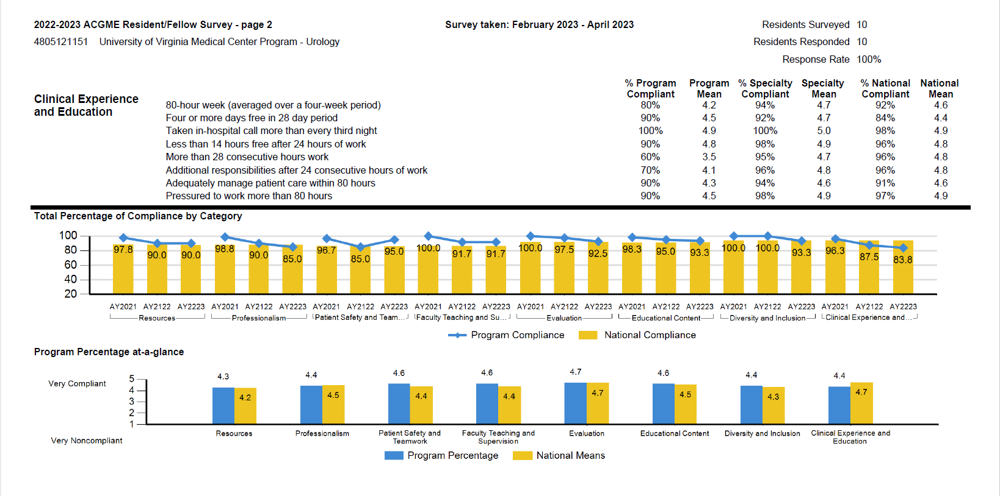 2022-2023 ACGME Resident/Fellow Survey - page 2
Survey taken: February 2023 - April 2023
Residents Surveyed 10
4805121151 University of Virginia Medical Center Program - Urology
Residents Responded 10
Response Rate 100%
% Program Compliant Program Mean % Specialty Compliant Specialty Mean % National Compliant National Mean
Clinical Experience
and Education
80-hour week (averaged over a four-week period) 80% 4.2 94% 4.7 92% 4.6
Four or more days free in 28 day period 90% 4.5 92% 4.7 84% 4.4
Taken in-hospital call more than every third night 100% 4.9 100% 5.0 98% 4.9
Less than 14 hours free after 24 hours of work 90% 4.8 98% 4.9 96% 4.8
More than 28 consecutive hours work 60% 3.5 95% 4.7 96% 4.8
Additional responsibilities after 24 consecutive hours of work 70% 4.1 96% 4.8 96% 4.8
Adequately manage patient care within 80 hours 90% 4.3 94% 4.6 91% 4.6
Pressured to work more than 80 hours 90% 4.5 98% 4.9 97% 4.9
Total Percentage of Compliance by Category
100
80
60
40
20
97.8 90.0 90.0 98.8 90.0 85.0 96.7 85.0 95.0 100.0 91.7 91.7 100.0 97.5 92.5 98.3 95.0 93.3 100.0 100.0 93.3 96.3 87.5 83.8
AY2021 AY2122 AY2223 AY2021 AY2122 AY2223 AY2021 AY2122 AY2223 AY2021 AY2122 AY2223 AY2021 AY2122 AY2223 AY2021 AY2122 AY2223 AY2021 AY2122 AY2223 AY2021 AY2122 AY2223
Resources Professionalism Patient Safety and Team... Faculty Teaching and Su... Evaluation Educational Content Diversity and Inclusion Clinical Experience and...
Program Compliance National Compliance
Program Percentage at-a-glance
Very Compliant
5
4
3
2
1
Very Noncompliant
4.3 4.4 4.6 4.6 4.7 4.6 4.4 4.4
4.2 4.5 4.4 4.4 4.7 4.5 4.3 4.7
Resources Professionalism Patient Safety and Teamwork Faculty Teaching and Supervision Evaluation Educational Content Diversity and Inclusion Clinical Experience and Education
Program Percentage National Means